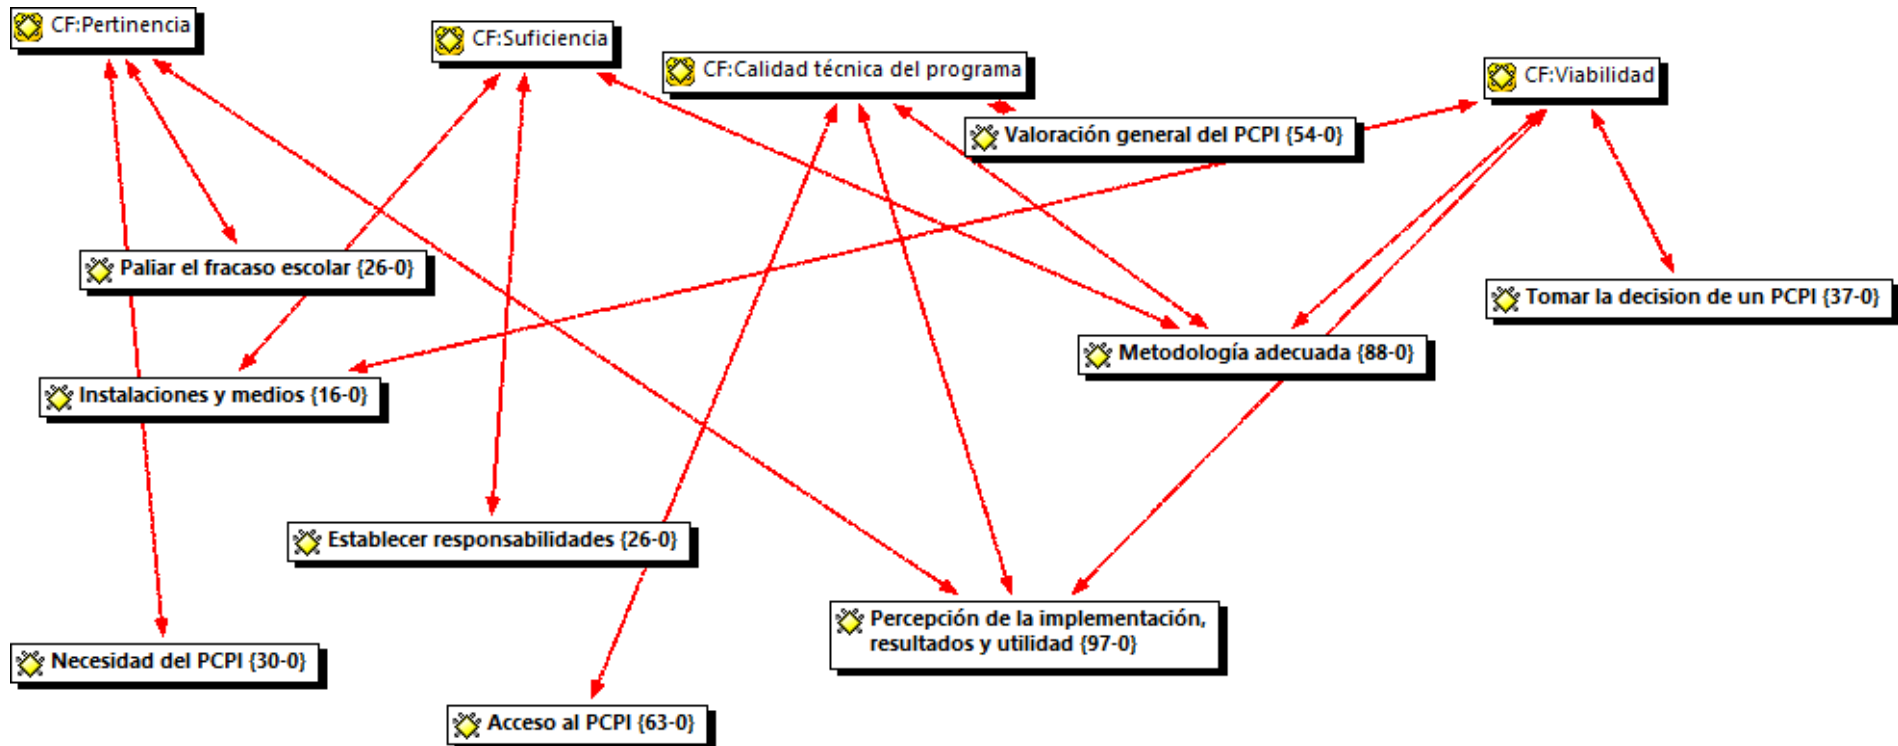 CF:Pertinencia
CF:Suficiencia
CF:Calidad técnica del programa
CF:Viabilidad
Valoración general del PCPI {54-0}
Paliar el fracaso escolar {26-0}
Tomar la decision de un PCPI {37-0}
Metodología adecuada {88-0}
Instalaciones y medios {16-0}
Establecer responsabilidades {26-0}
Percepción de la implementación,
resultados y utilidad {97-0}
Necesidad del PCPI {30-0}
Acceso al PCPI {63-0}